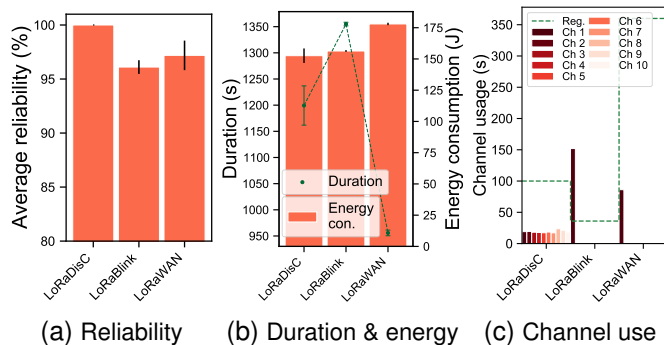 Average reliability (%)
100
95
90
85
80
LoRaDisC
LoRaBlink
LoRaWAN
(a) Reliability
Duration (s)
1350
1300
1250
1200
1150
1100
1050
1000
950
Duration
Energy
con.
Energy consumption (J)
175
150
125
100
75
50
25
0
LoRaDisC
LoRaBlink
LoRaWAN
(b) Duration & energy
Channel usage (s)
350
300
250
200
150
100
50
0
Reg.
Ch 1
Ch 2
Ch 3
Ch 4
Ch 5
Ch 6
Ch 7
Ch 8
Ch 9
Ch 10
LoRaDisC
LoRaBlink
LoRaWAN
(c) Channel use